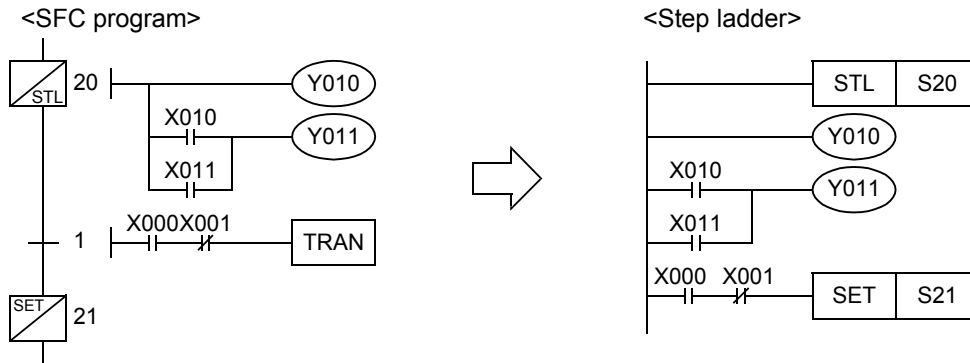 <SFC program>
STL
20
Y010
X010
Y011
X011
1
X000X001
TRAN
SET
21
<Step ladder>
STL S20
Y010
X010
Y011
X011
X000 X001
SET S21